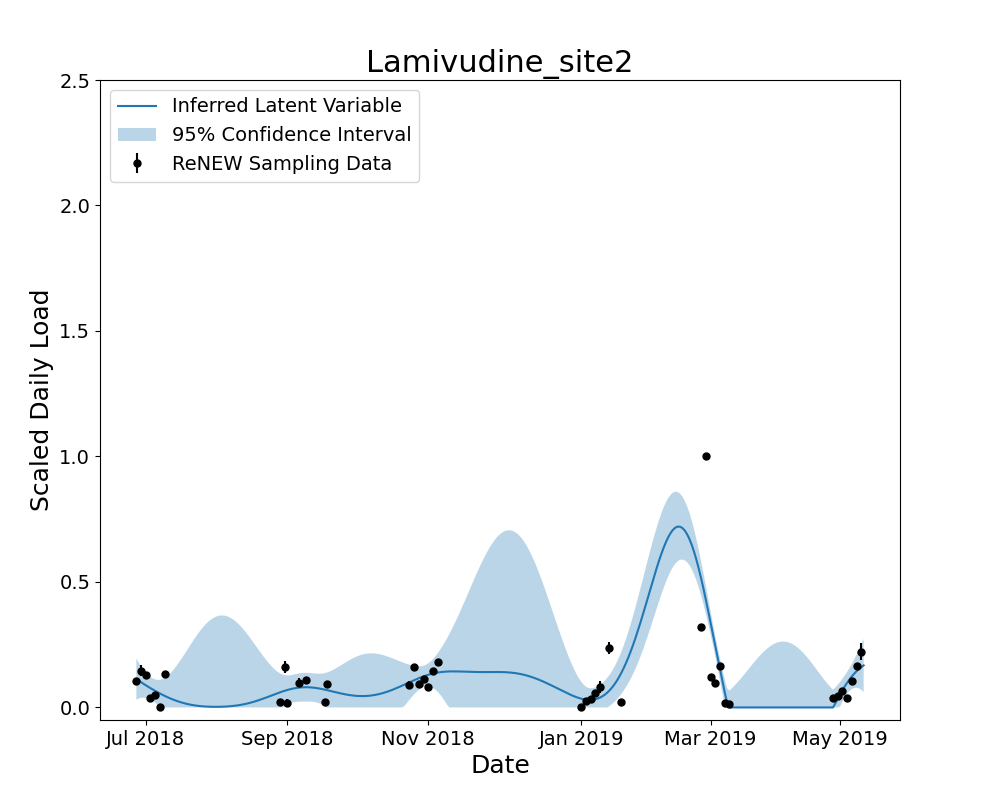 Lamivudine_site2
2.5
2.0
1.5
1.0
0.5
0.0
Scaled Daily Load
Inferred Latent Variable
95% Confidence Interval
ReNEW Sampling Data
Jul 2018
Sep 2018
Nov 2018
Jan 2019
Mar 2019
May 2019
Date